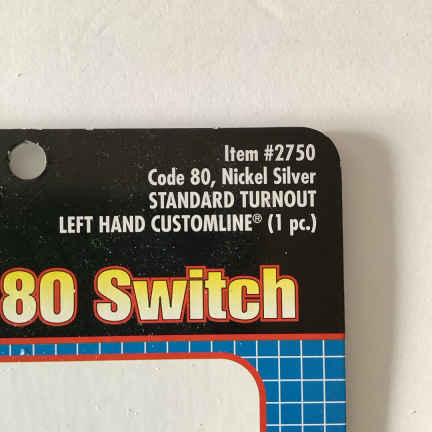 Item #2750
Code 80, Nickel Silver
STANDARD TURNOUT
LEFT HAND CUSTOMLINE® (1 pc.)
80 Switch